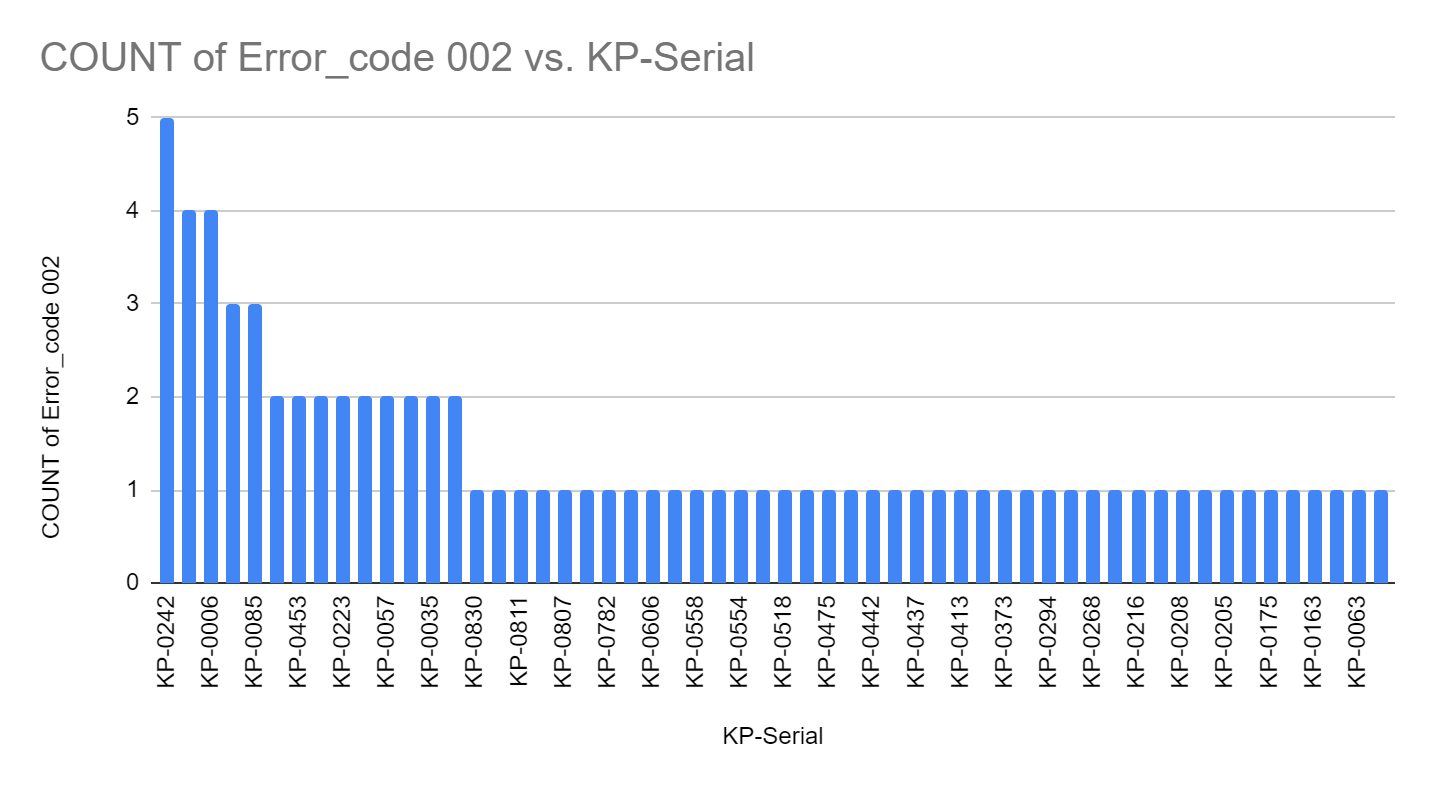 COUNT of Error_code 002 vs. KP-Serial
COUNT of Error_code 002
5
4
3
2
1
0
KP-0242
KP-0006
KP-0085
KP-0453
KP-0223
KP-0057
KP-0035
KP-0830
KP-0811
KP-0807
KP-0782
KP-0606
KP-0558
KP-0554
KP-0518
KP-0475
KP-0442
KP-0437
KP-0413
KP-0373
KP-0294
KP-0268
KP-0216
KP-0208
KP-0205
KP-0175
KP-0163
KP-0063
KP-Serial